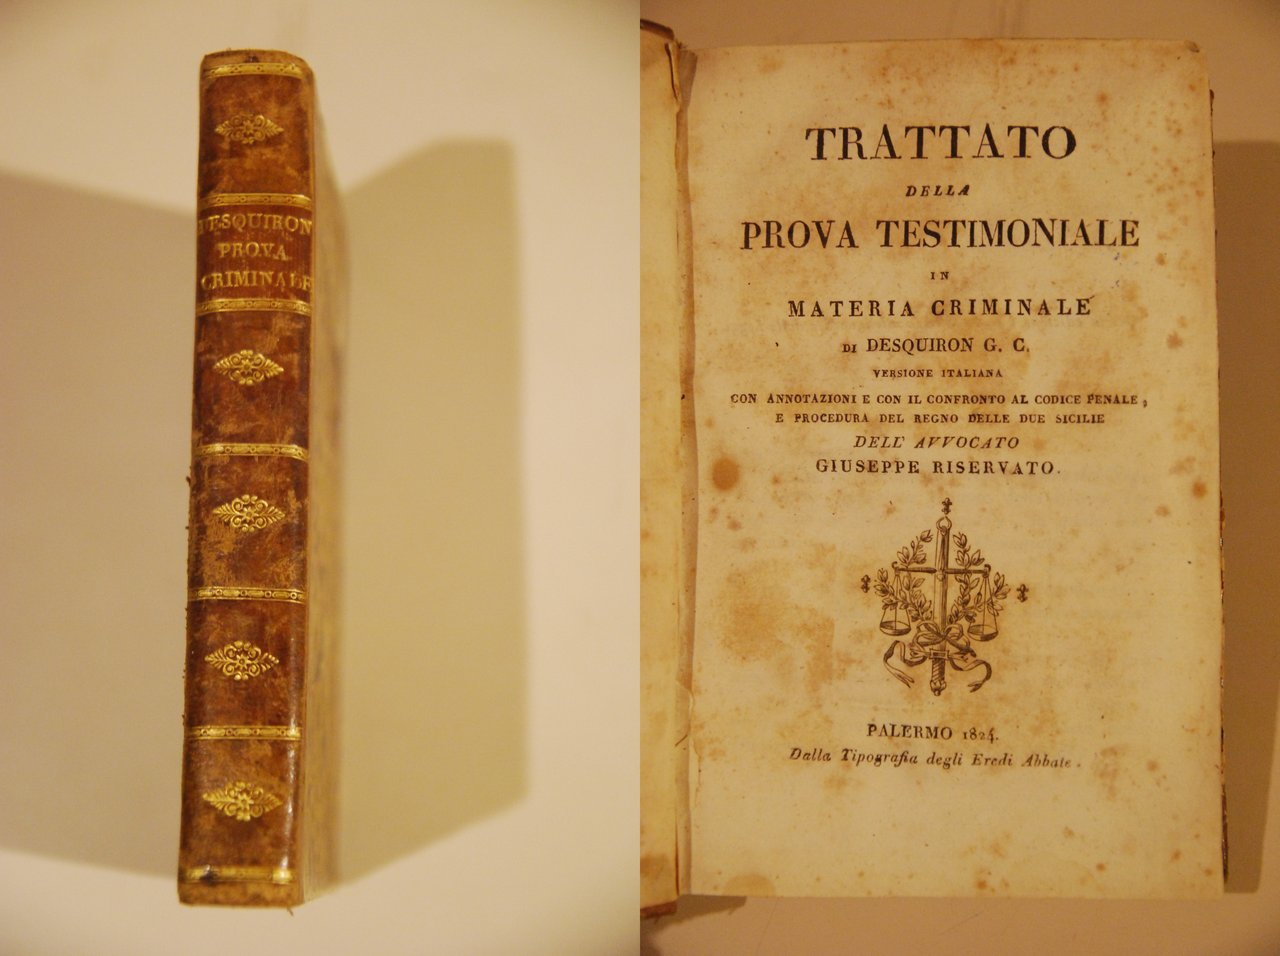 DESQUIRON
PROVA
CRIMINALE
TRATTATO
DELLA
PROVA TESTIMONIALE
IN
MATERIA CRIMINALE
DI DESQUIRON G. C.
VERSIONE ITALIANA
CON ANNOTAZIONI E CON IL CONFRONTO AL CODICE PENALE,
E PROCEDURA DEL REGNO DELLE DUE SICILIE
DELL' AVVOCATO
GIUSEPPE RISERVATO.
PALERMO 1824.
Dalla Tipografia degli Eredi Abbate.